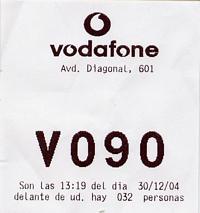 vodafone
Avd. Diagonal, 601
V090
Son las 13:19 del dia 30/12/04
delante de ud. hay 032 personas